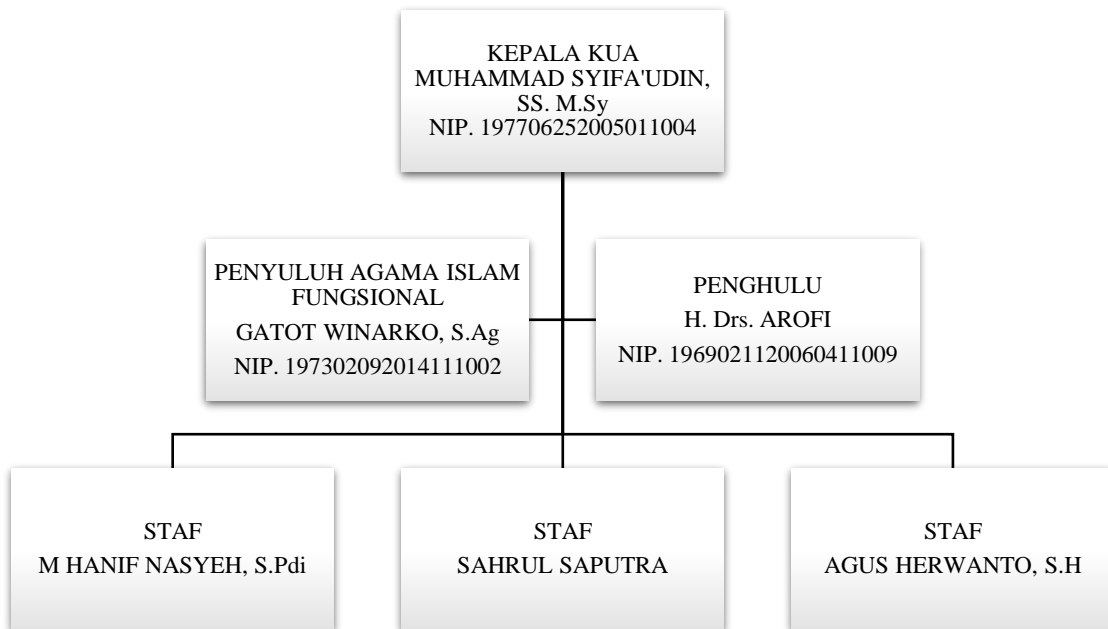 KEPALA KUA
MUHAMMAD SYIFA'UDIN,
SS. M.Sy
NIP. 197706252005011004
PENYULUH AGAMA ISLAM
FUNGSIONAL
GATOT WINARKO, S.Ag
NIP. 197302092014111002
PENGHULU
H. Drs. AROFI
NIP. 1969021120060411009
STAF
M HANIF NASYEH, S.Pdi
STAF
SAHRUL SAPUTRA
STAF
AGUS HERWANTO, S.H